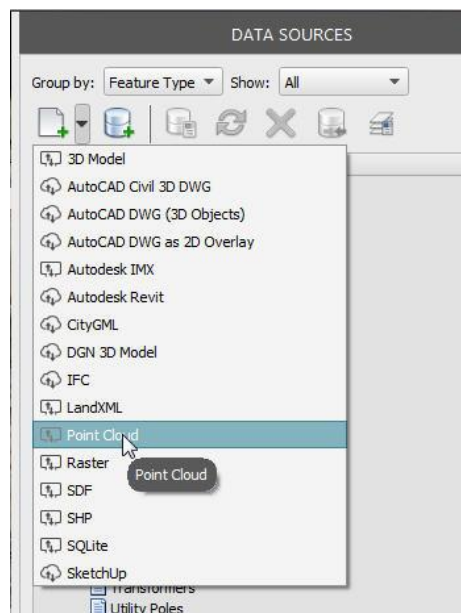 DATA SOURCES
Group by: Feature Type Show: All
3D Model
AutoCAD Civil 3D DWG
AutoCAD DWG (3D Objects)
AutoCAD DWG as 2D Overlay
Autodesk IMX
Autodesk Revit
CityGML
DGN 3D Model
IFC
LandXML
Point Cloud
Raster
Point Cloud
SDF
SHP
SQLite
SketchUp
Transformers
Utility Poles